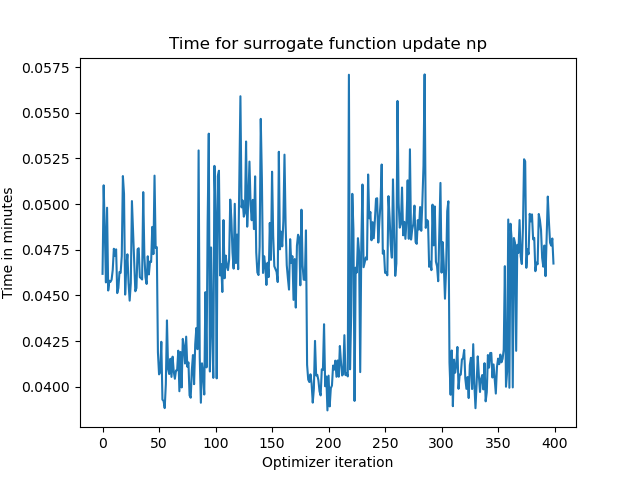 Time for surrogate function update np
0.0575
0.0550
0.0525
0.0500
0.0475
0.0450
0.0425
0.0400
Time in minutes
0 50 100 150 200 250 300 350 400
Optimizer iteration